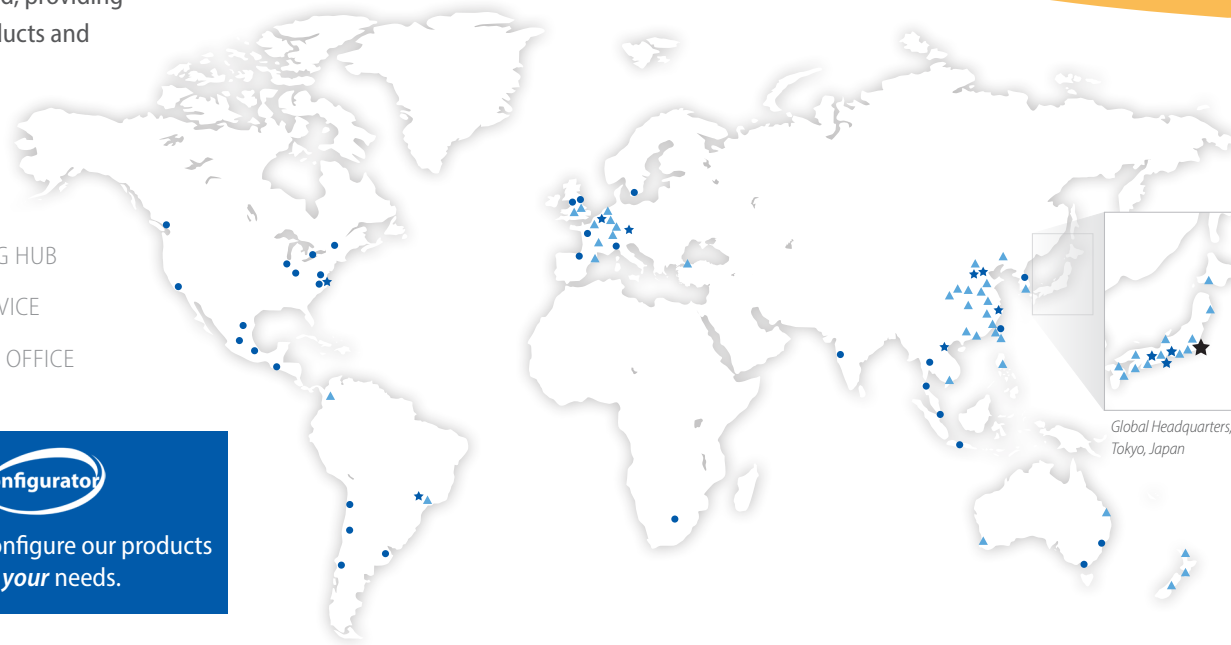 providing
ducts and
G HUB
VICE
OFFICE
nfigurator
onfigure our products
your needs.
Global Headquarters,
Tokyo, Japan